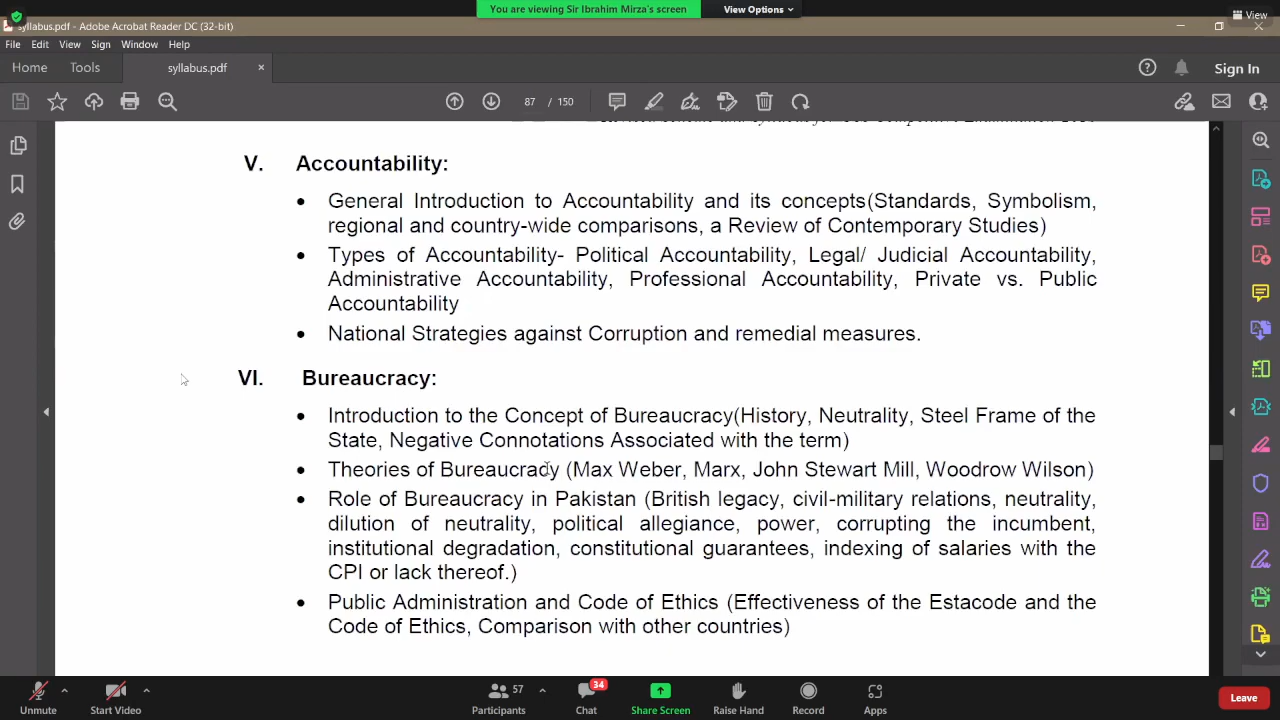 You are viewing Sir Ibrahim Mirza's screen
View Options
View
syllabus.pdf - Adobe Acrobat Reader DC (32-bit)
File Edit View Sign Window Help
Home Tools syllabus.pdf × Sign In
87 / 150
V. Accountability:
• General Introduction to Accountability and its concepts(Standards, Symbolism,
regional and country-wide comparisons, a Review of Contemporary Studies)
• Types of Accountability- Political Accountability, Legal/ Judicial Accountability,
Administrative Accountability, Professional Accountability, Private vs. Public
Accountability
• National Strategies against Corruption and remedial measures.
VI. Bureaucracy:
• Introduction to the Concept of Bureaucracy(History, Neutrality, Steel Frame of the
State, Negative Connotations Associated with the term)
• Theories of Bureaucracy (Max Weber, Marx, John Stewart Mill, Woodrow Wilson)
• Role of Bureaucracy in Pakistan (British legacy, civil-military relations, neutrality,
dilution of neutrality, political allegiance, power, corrupting the incumbent,
institutional degradation, constitutional guarantees, indexing of salaries with the
CPI or lack thereof.)
• Public Administration and Code of Ethics (Effectiveness of the Estacode and the
Code of Ethics, Comparison with other countries)
57 34
Unmute Start Video Participants Chat Share Screen Raise Hand Record Apps Leave